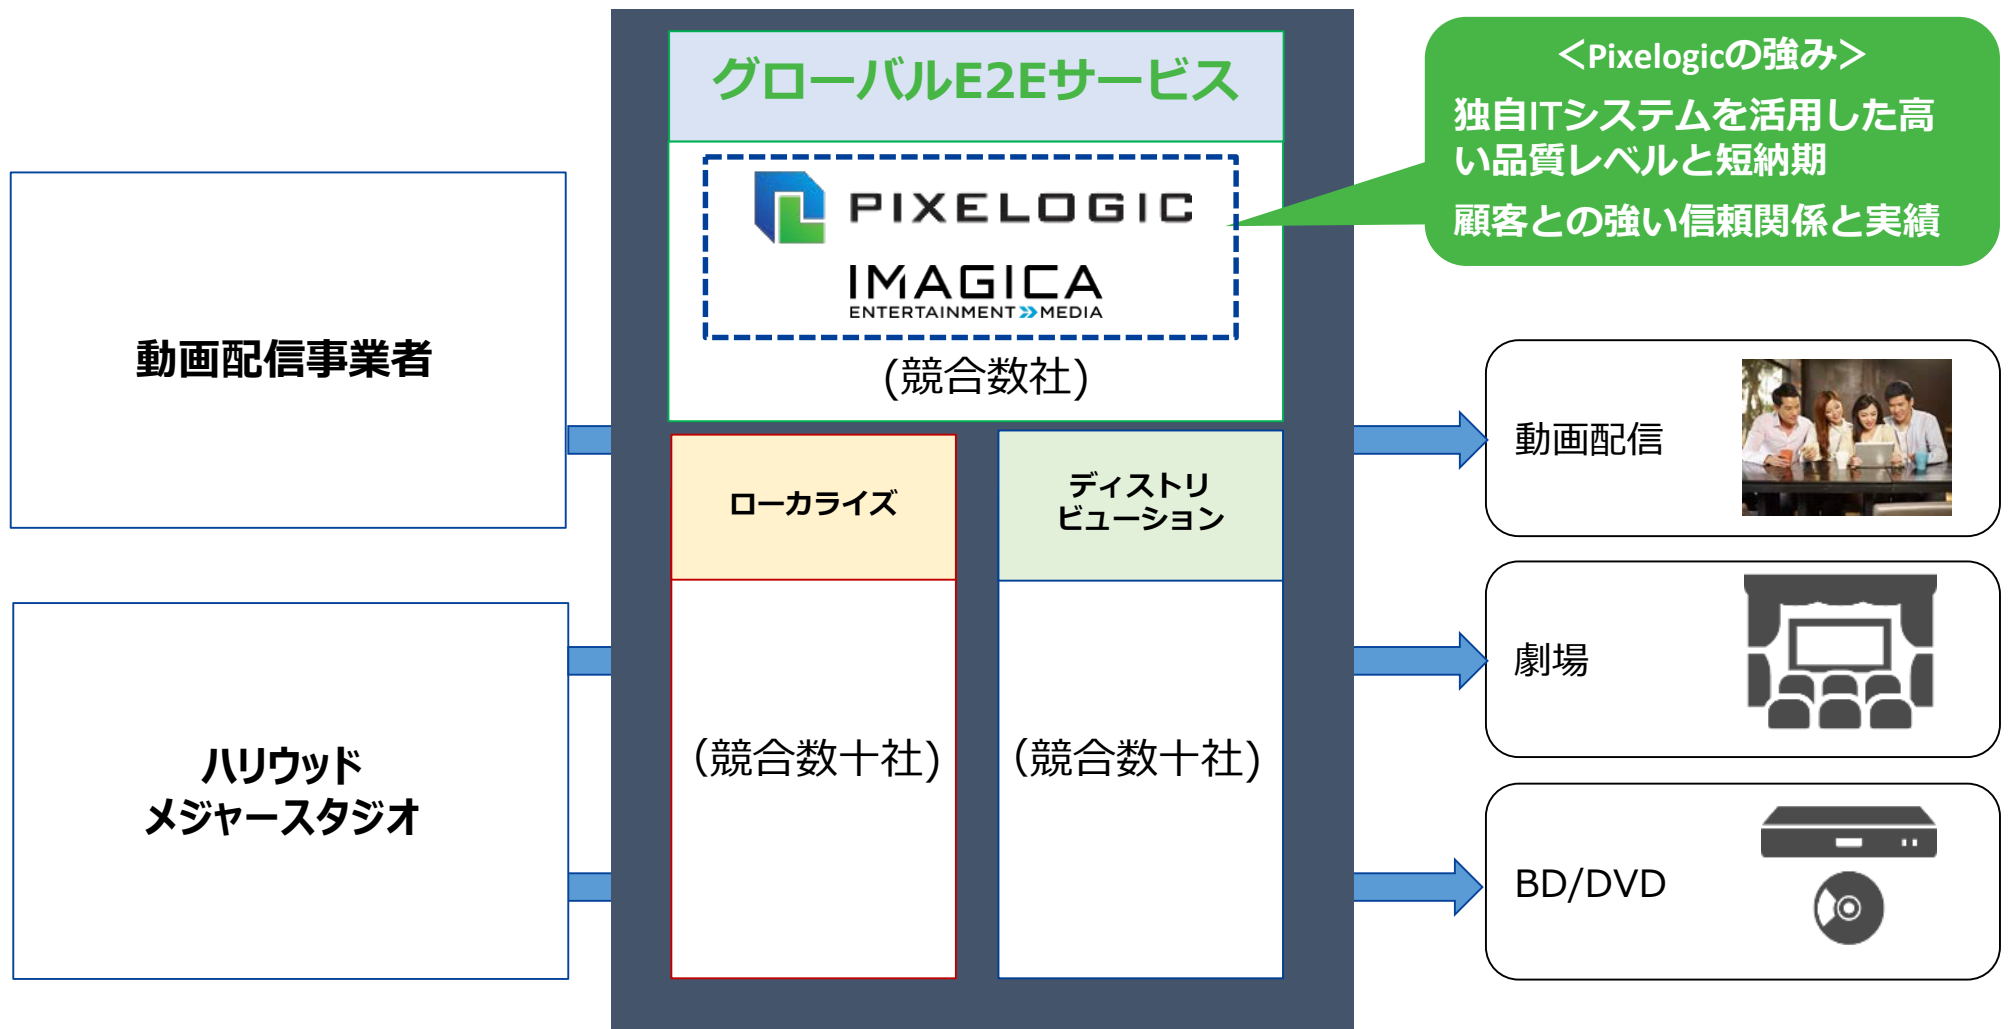 グローバルE2Eサービス
PIXELOGIC
IMAGICA
ENTERTAINMENT MEDIA
(競合数社)
＜Pixelogicの強み＞
独自ITシステムを活用した高
い品質レベルと短納期
顧客との強い信頼関係と実績
動画配信事業者
ハリウッド
メジャースタジオ
ローカライズ
(競合数十社)
ディストリ
ビューション
(競合数十社)
動画配信
劇場
BD/DVD